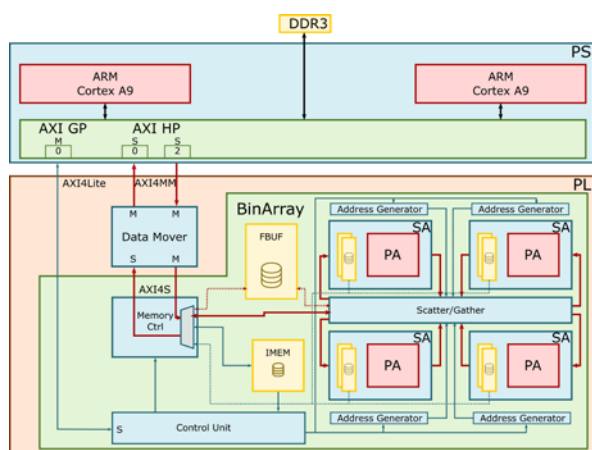 DDR3
PS
ARM
Cortex A9
ARM
Cortex A9
AXI GP
AXI HP
M
0
S
0
S
2
AXI4Lite
AXI4MM
PL
M
M
Data Mover
S
M
BinArray
FBUF
Address Generator
Address Generator
SA
PA
SA
PA
AXI4S
Memory
Ctrl
Scatter/Gather
IMEM
SA
PA
SA
PA
Address Generator
Address Generator
S
Control Unit